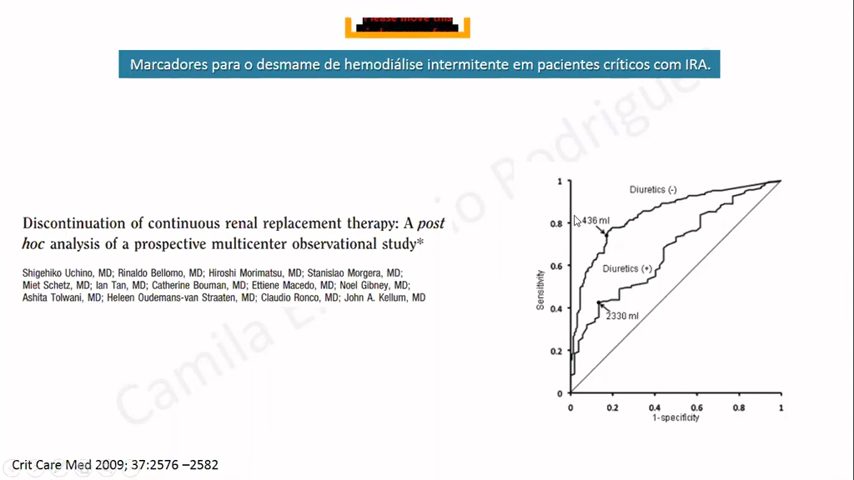 Please move this
Marcadores para o desmame de hemodiálise intermitente em pacientes críticos com IRA.
Discontinuation of continuous renal replacement therapy: A post
hoc analysis of a prospective multicenter observational study*
Shigehiko Uchino, MD; Rinaldo Bellomo, MD; Hiroshi Morimatsu, MD; Stanislao Morgera, MD;
Miet Schetz, MD; Ian Tan, MD; Catherine Bouman, MD; Ettiene Macedo, MD; Noel Gibney, MD;
Ashita Tolwani, MD; Heleen Oudemans-van Straaten, MD; Claudio Ronco, MD; John A. Kellum, MD
Sensitivity
1
0.8
0.6
0.4
0.2
0
Diuretics (-)
436 ml
Diuretics (+)
2330 ml
0 0.2 0.4 0.6 0.8 1
1-specificity
Camila E. Rodrigue
Crit Care Med 2009; 37:2576 –2582